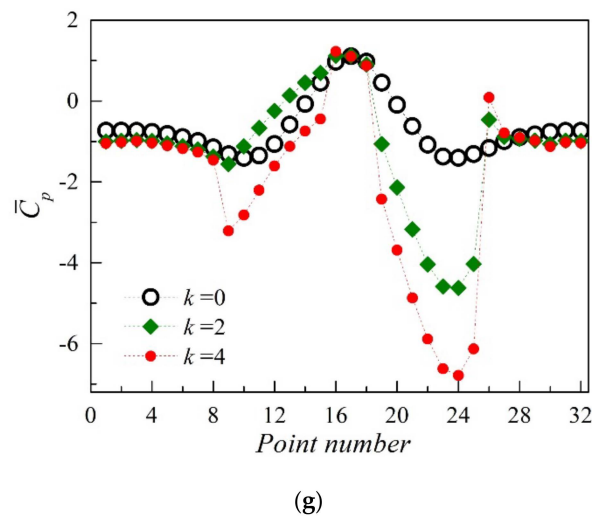 2
0
-2
-4
-6
C̄p
k =0
k =2
k =4
0 4 8 12 16 20 24 28 32
Point number
(g)